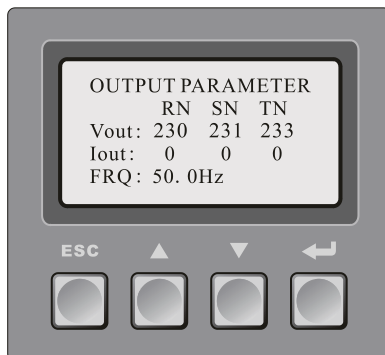 OUTPUT PARAMETER
RN SN TN
Vout: 230 231 233
Iout: 0 0 0
FRQ: 50.0Hz
ESC